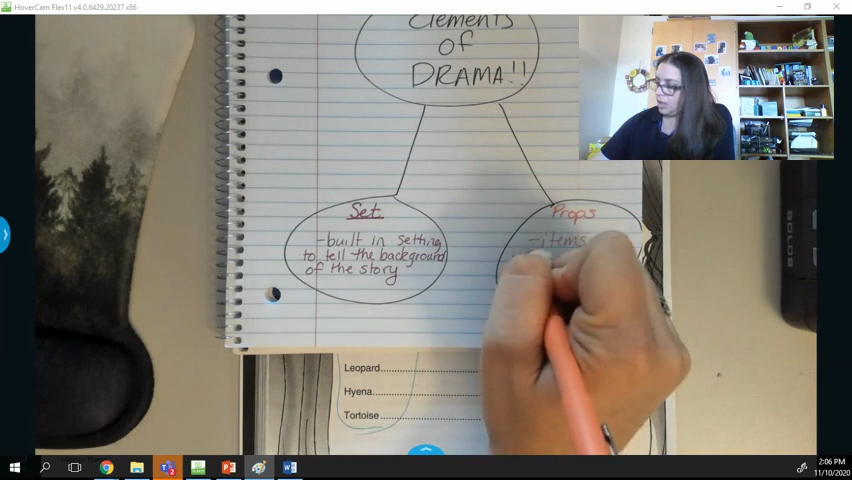 HoverCam Flex11 v4.0.6429.20237 x86
Elements
of
DRAMA!!
Set
-built in setting
to tell the background
of the story
Props
-items
Leopard
Hyena
Tortoise
2:06 PM
11/10/2020